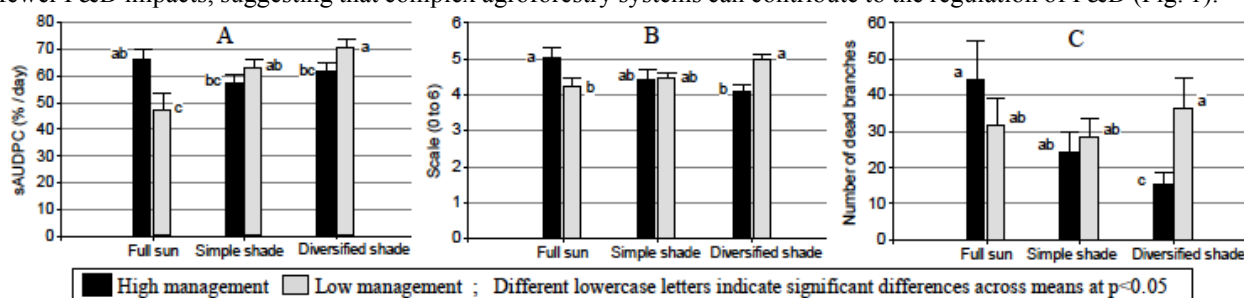 fewer P&D impacts, suggesting that complex agroforestry systems can contribute to the regulation of P&D (Fig. 1).
A
sAUDPC (% / day)
80
70
60
50
40
30
20
10
0
ab
c
bc
ab
bc
a
Full sun Simple shade Diversified shade
B
Scale (0 to 6)
6
5
4
3
2
1
0
a
b
ab
ab
b
a
Full sun Simple shade Diversified shade
C
Number of dead branches
60
50
40
30
20
10
0
a
ab
ab
ab
c
a
Full sun Simple shade Diversified shade
High management Low management ; Different lowercase letters indicate significant differences across means at p<0.05